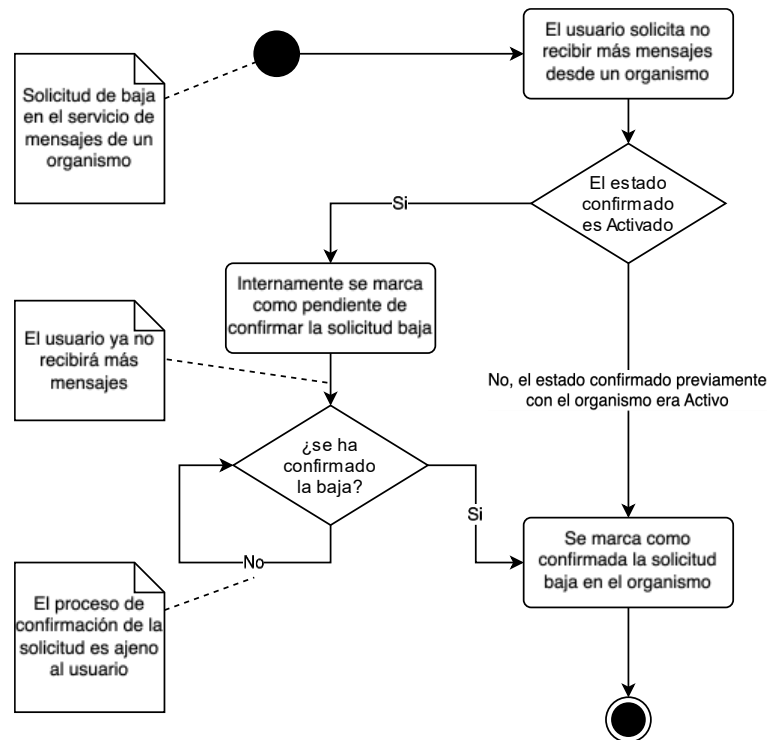 El usuario solicita no
recibir más mensajes
desde un organismo
Solicitud de baja
en el servicio de
mensajes de un
organismo
El estado
confirmado
es Activado
Si
Internamente se marca
como pendiente de
confirmar la solicitud baja
El usuario ya no
recibirá más
mensajes
No, el estado confirmado previamente
con el organismo era Activo
¿se ha
confirmado
la baja?
Si
No
Se marca como
confirmada la solicitud
baja en el organismo
El proceso de
confirmación de la
solicitud es ajeno
al usuario